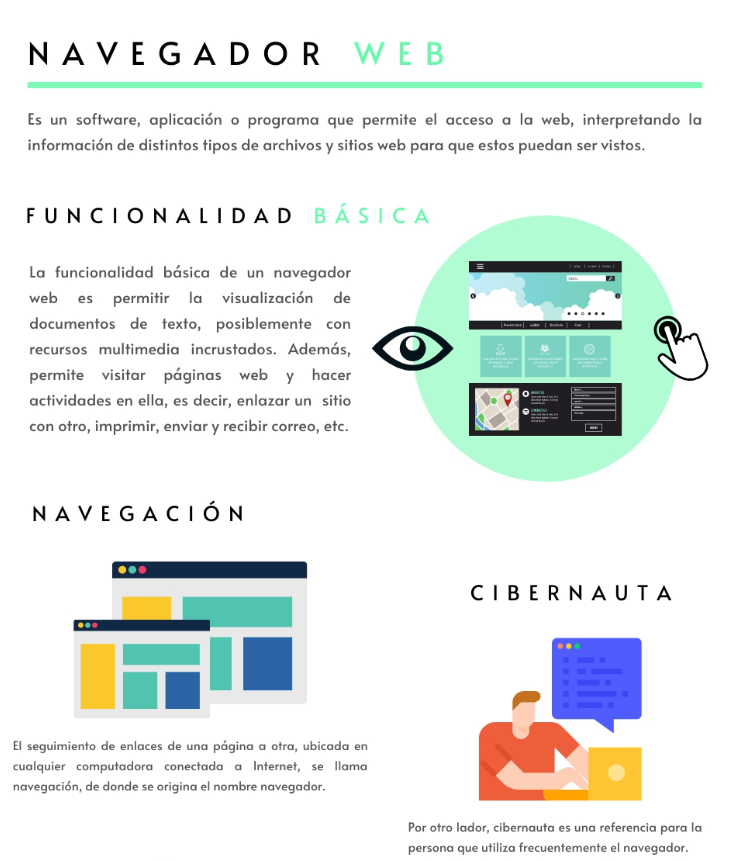 NAVEGADOR WEB
Es un software, aplicación o programa que permite el acceso a la web, interpretando la
información de distintos tipos de archivos y sitios web para que estos puedan ser vistos.
FUNCIONALIDAD BÁSICA
La funcionalidad básica de un navegador
web es permitir la visualización de
documentos de texto, posiblemente con
recursos multimedia incrustados. Además,
permite visitar páginas web y hacer
actividades en ella, es decir, enlazar un sitio
con otro, imprimir, enviar y recibir correo, etc.
NAVEGACIÓN
CIBERNAUTA
El seguimiento de enlaces de una página a otra, ubicada en
cualquier computadora conectada a Internet, se llama
navegación, de donde se origina el nombre navegador.
Por otro lador, cibernauta es una referencia para la
persona que utiliza frecuentemente el navegador.